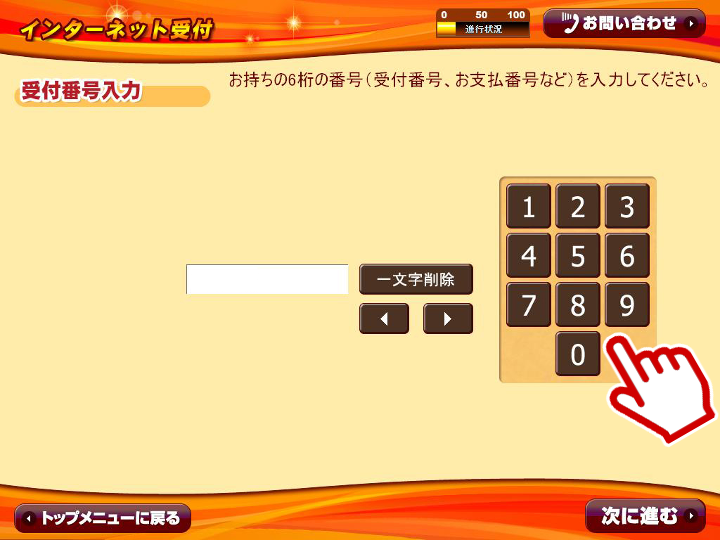 インターネット受付
0 50 100
進行状況
お問い合わせ
受付番号入力
お持ちの6桁の番号（受付番号、お支払番号など）を入力してください。
1 2 3
4 5 6
一文字削除
7 8 9
0
トップメニューに戻る
次に進む